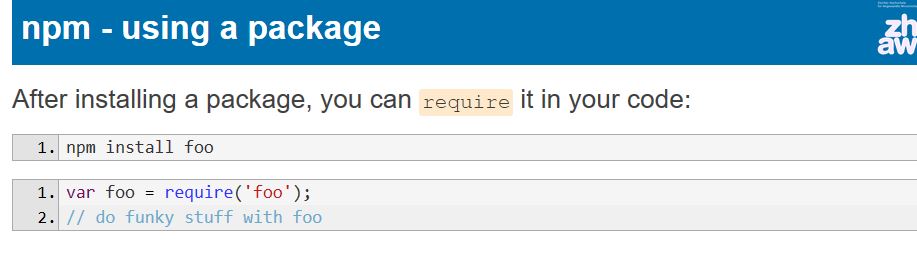 npm - using a package
zh
aw
After installing a package, you can require it in your code:
1. npm install foo
1. var foo = require('foo');
2. // do funky stuff with foo